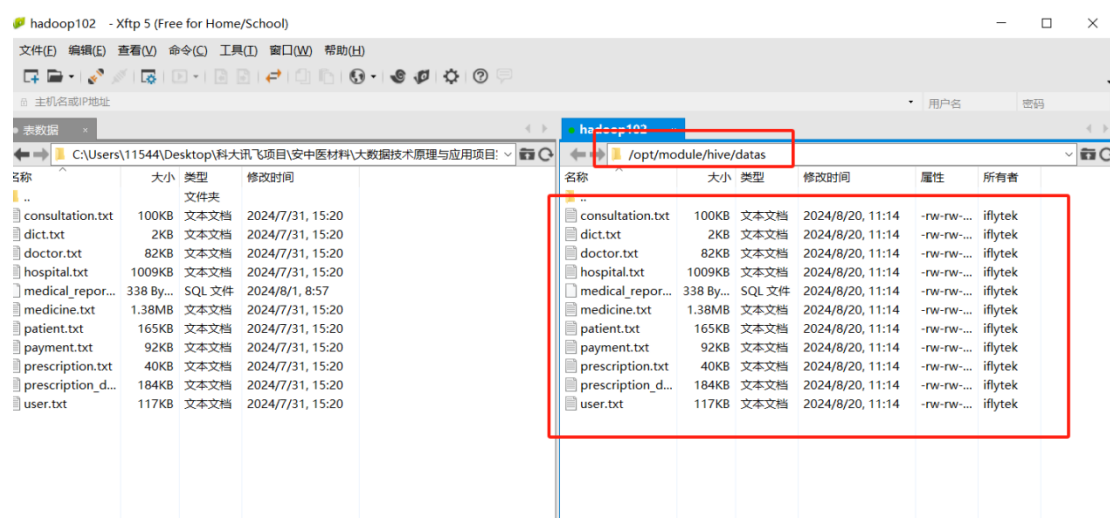 hadoop102 - Xftp 5 (Free for Home/School)
文件(F) 编辑(E) 查看(V) 命令(C) 工具(T) 窗口(W) 帮助(H)
主机名或IP地址 用户名 密码
表数据 × hadoop102
C:\Users\11544\Desktop\科大讯飞项目\安中医材料\大数据技术原理与应用项目: /opt/module/hive/datas
名称 大小 类型 修改时间
.. 文件夹
consultation.txt 100KB 文本文档 2024/7/31, 15:20
dict.txt 2KB 文本文档 2024/7/31, 15:20
doctor.txt 82KB 文本文档 2024/7/31, 15:20
hospital.txt 1009KB 文本文档 2024/7/31, 15:20
medical_repor... 338 By... SQL 文件 2024/8/1, 8:57
medicine.txt 1.38MB 文本文档 2024/7/31, 15:20
patient.txt 165KB 文本文档 2024/7/31, 15:20
payment.txt 92KB 文本文档 2024/7/31, 15:20
prescription.txt 40KB 文本文档 2024/7/31, 15:20
prescription_d... 184KB 文本文档 2024/7/31, 15:20
user.txt 117KB 文本文档 2024/7/31, 15:20
名称 大小 类型 修改时间 属性 所有者
..
consultation.txt 100KB 文本文档 2024/8/20, 11:14 -rw-rw-... iflytek
dict.txt 2KB 文本文档 2024/8/20, 11:14 -rw-rw-... iflytek
doctor.txt 82KB 文本文档 2024/8/20, 11:14 -rw-rw-... iflytek
hospital.txt 1009KB 文本文档 2024/8/20, 11:14 -rw-rw-... iflytek
medical_repor... 338 By... SQL 文件 2024/8/20, 11:14 -rw-rw-... iflytek
medicine.txt 1.38MB 文本文档 2024/8/20, 11:14 -rw-rw-... iflytek
patient.txt 165KB 文本文档 2024/8/20, 11:14 -rw-rw-... iflytek
payment.txt 92KB 文本文档 2024/8/20, 11:14 -rw-rw-... iflytek
prescription.txt 40KB 文本文档 2024/8/20, 11:14 -rw-rw-... iflytek
prescription_d... 184KB 文本文档 2024/8/20, 11:14 -rw-rw-... iflytek
user.txt 117KB 文本文档 2024/8/20, 11:14 -rw-rw-... iflytek